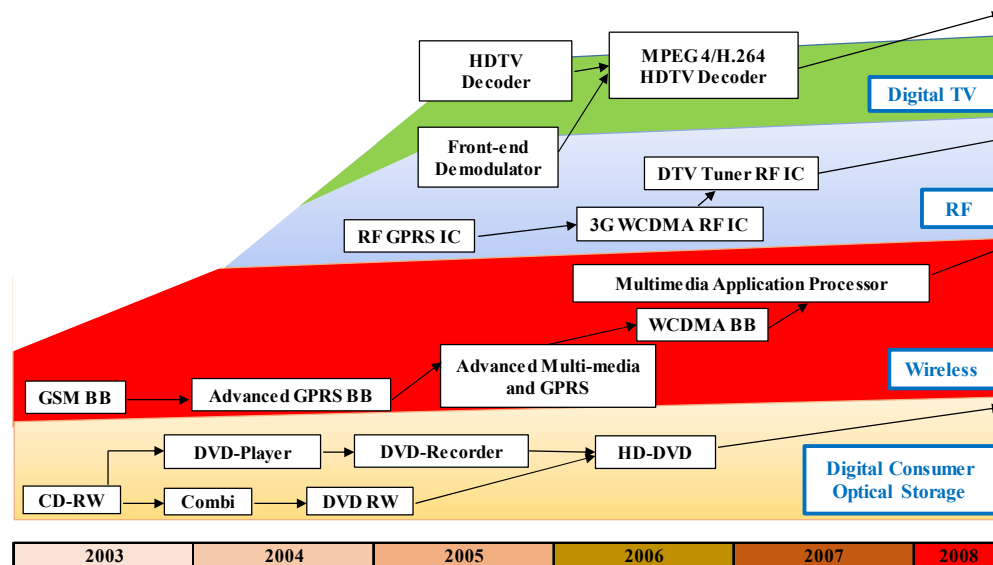 HDTV
Decoder
MPEG 4/H.264
HDTV Decoder
Digital TV
Front-end
Demodulator
DTV Tuner RF IC
RF GPRS IC
3G WCDMA RF IC
RF
Multimedia Application Processor
WCDMA BB
GSM BB
Advanced GPRS BB
Advanced Multi-media
and GPRS
Wireless
DVD-Player
DVD-Recorder
HD-DVD
CD-RW
Combi
DVD RW
Digital Consumer
Optical Storage
2003
2004
2005
2006
2007
2008